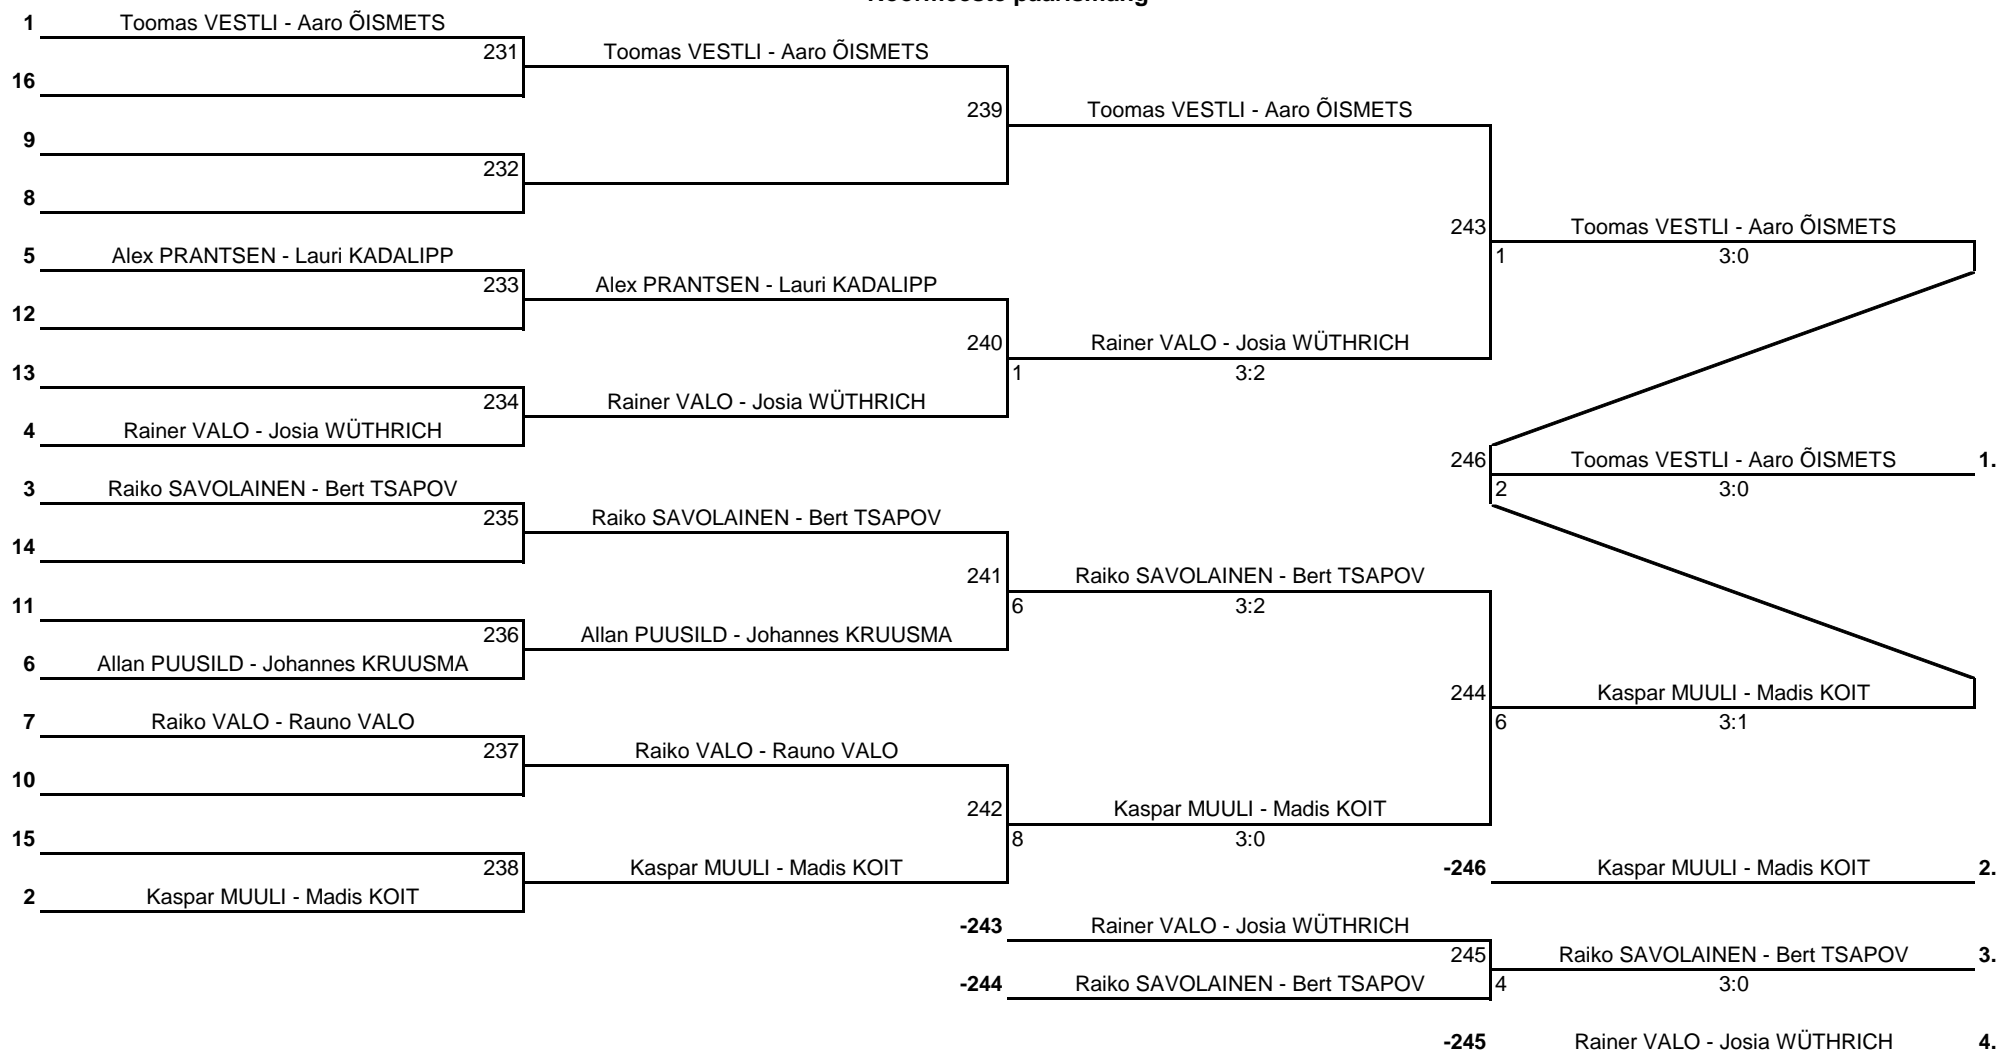 1 Toomas VESTLI - Aaro ÕISMETS
231 Toomas VESTLI - Aaro ÕISMETS
16
239 Toomas VESTLI - Aaro ÕISMETS
9
232
8
243 Toomas VESTLI - Aaro ÕISMETS
5 Alex PRANTSEN - Lauri KADALIPP
1 3:0
233 Alex PRANTSEN - Lauri KADALIPP
12
240 Rainer VALO - Josia WÜTHRICH
13
1 3:2
234 Rainer VALO - Josia WÜTHRICH
4 Rainer VALO - Josia WÜTHRICH
246 Toomas VESTLI - Aaro ÕISMETS 1.
3 Raiko SAVOLAINEN - Bert TSAPOV
2 3:0
235 Raiko SAVOLAINEN - Bert TSAPOV
14
241 Raiko SAVOLAINEN - Bert TSAPOV
11
6 3:2
236 Allan PUUSILD - Johannes KRUUSMA
6 Allan PUUSILD - Johannes KRUUSMA
244 Kaspar MUULI - Madis KOIT
7 Raiko VALO - Rauno VALO
6 3:1
237 Raiko VALO - Rauno VALO
10
242 Kaspar MUULI - Madis KOIT
15
8 3:0
238 Kaspar MUULI - Madis KOIT
-246 Kaspar MUULI - Madis KOIT 2.
2 Kaspar MUULI - Madis KOIT
-243 Rainer VALO - Josia WÜTHRICH
245 Raiko SAVOLAINEN - Bert TSAPOV 3.
-244 Raiko SAVOLAINEN - Bert TSAPOV
4 3:0
-245 Rainer VALO - Josia WÜTHRICH 4.